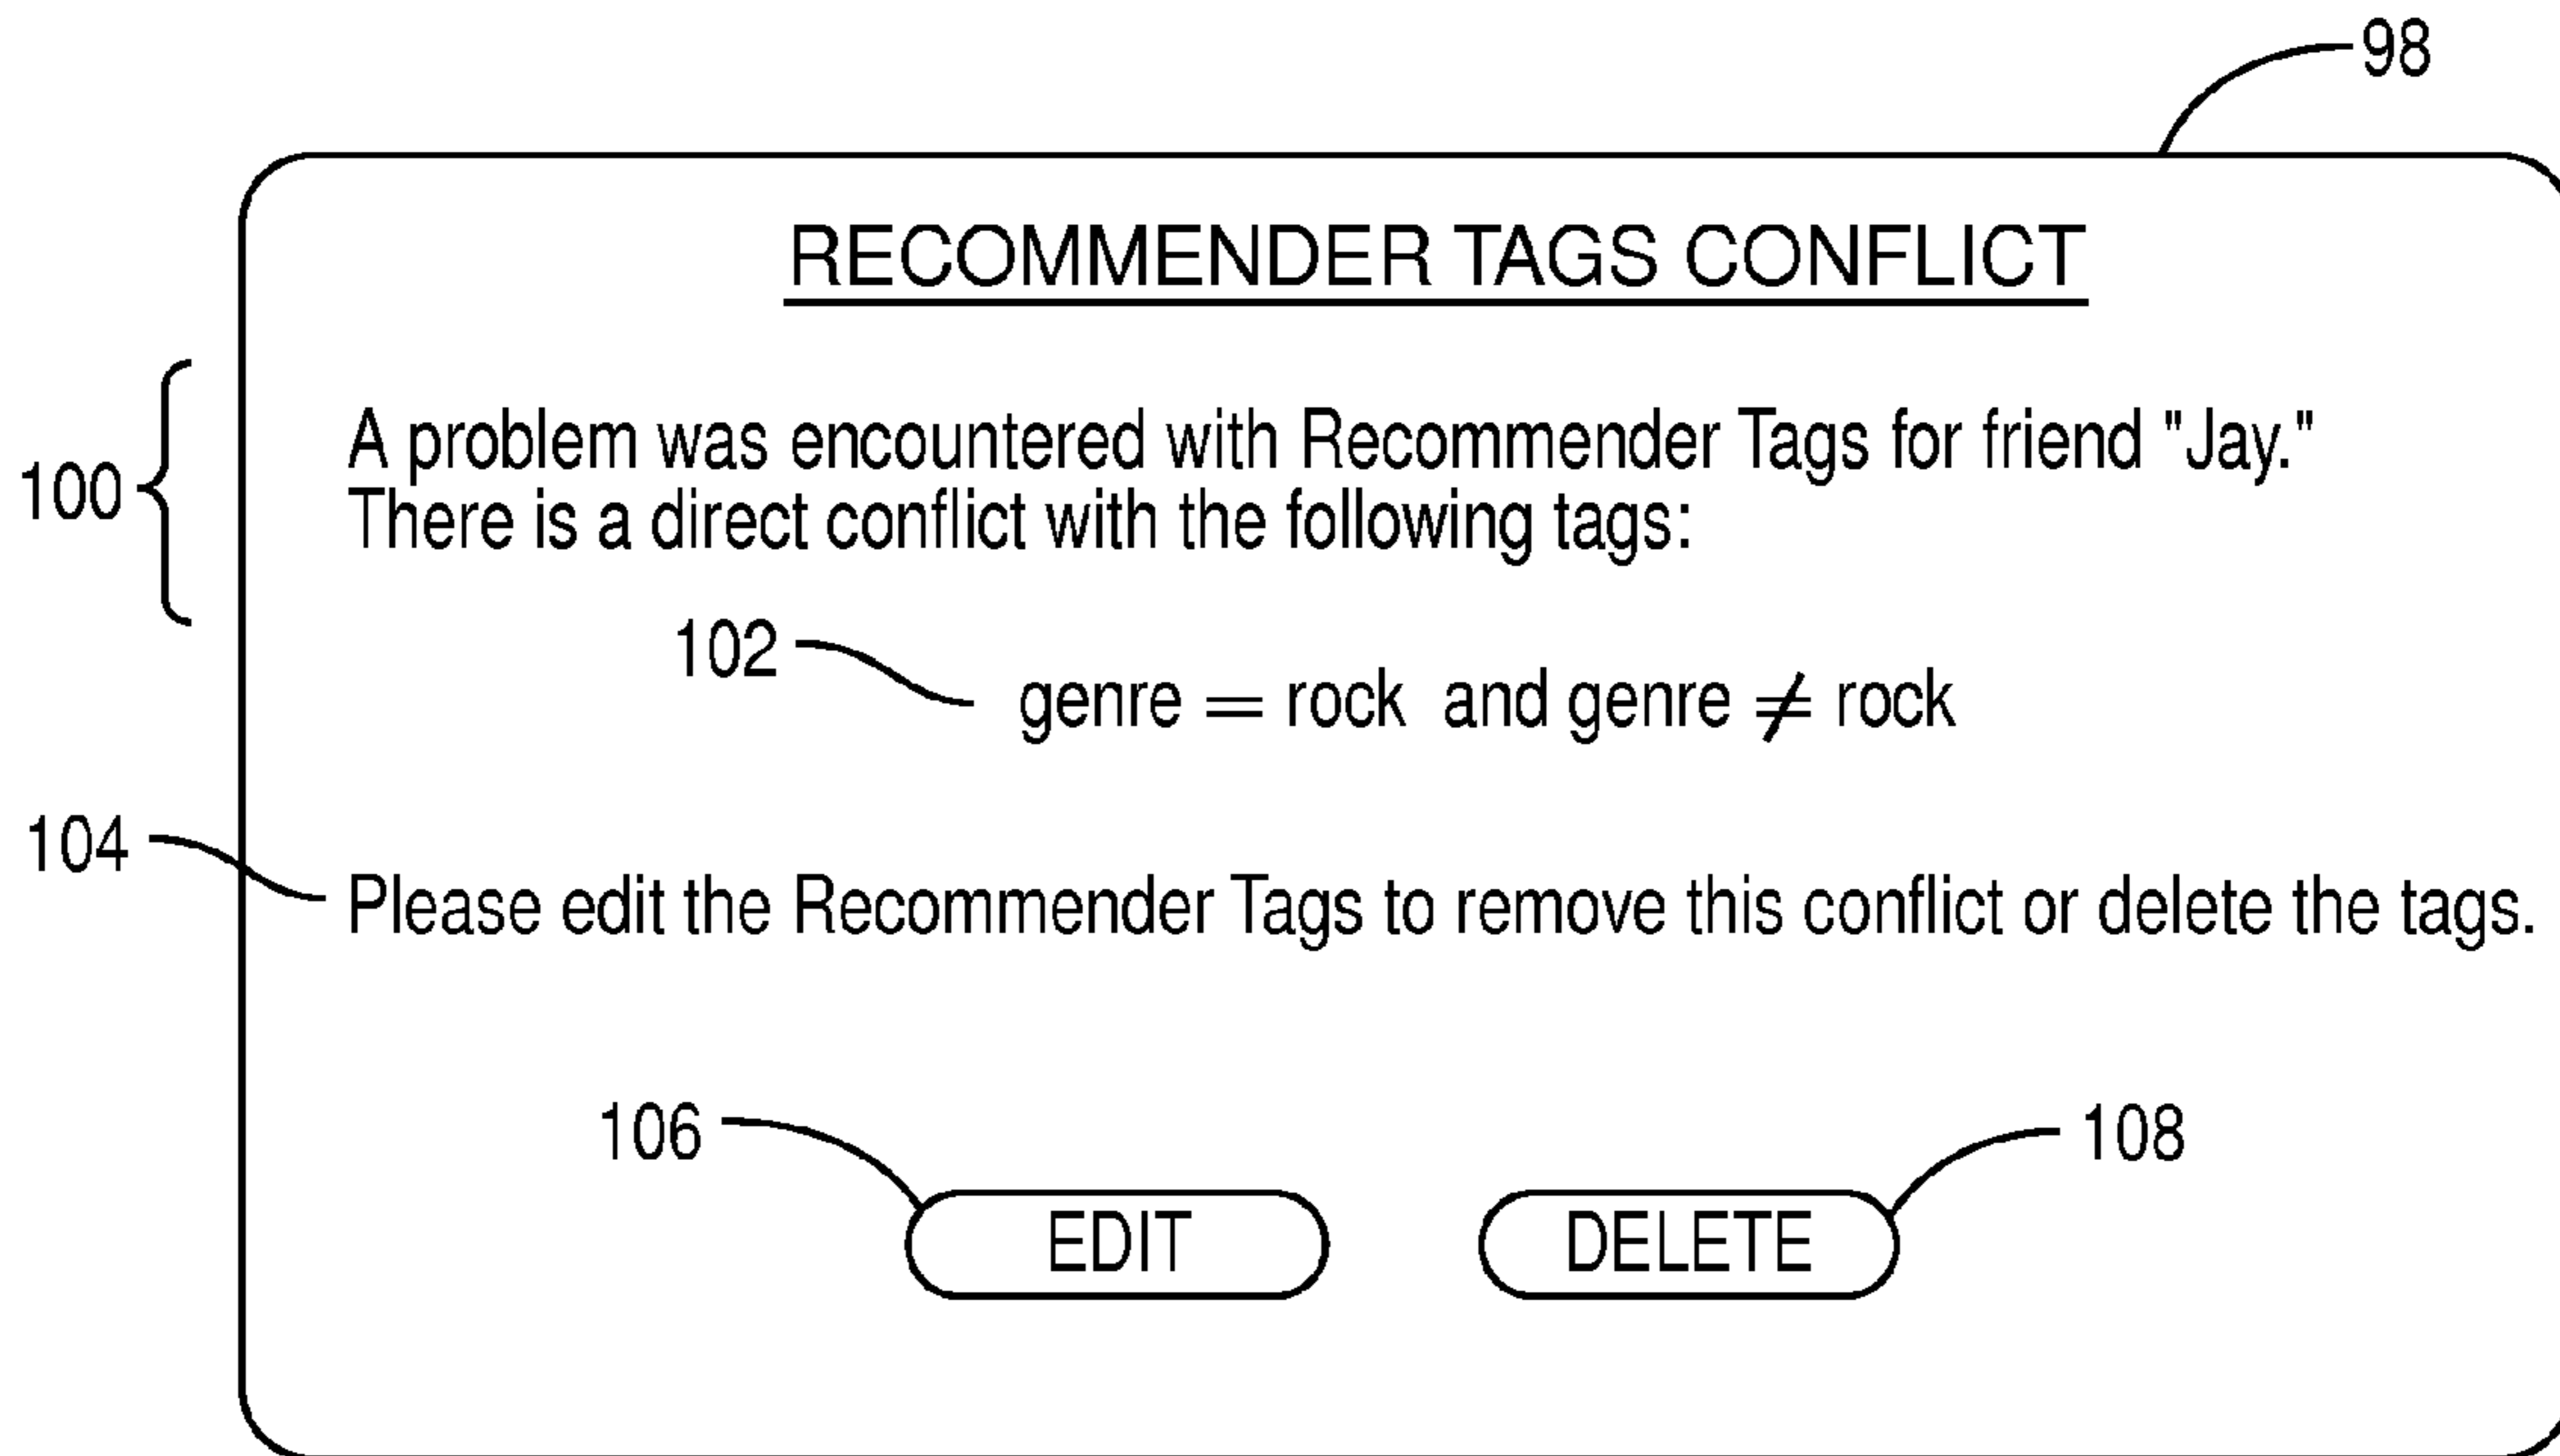 98
RECOMMENDER TAGS CONFLICT
100
A problem was encountered with Recommender Tags for friend "Jay."
There is a direct conflict with the following tags:
102
genre = rock and genre ≠ rock
104
Please edit the Recommender Tags to remove this conflict or delete the tags.
106
108
EDIT
DELETE